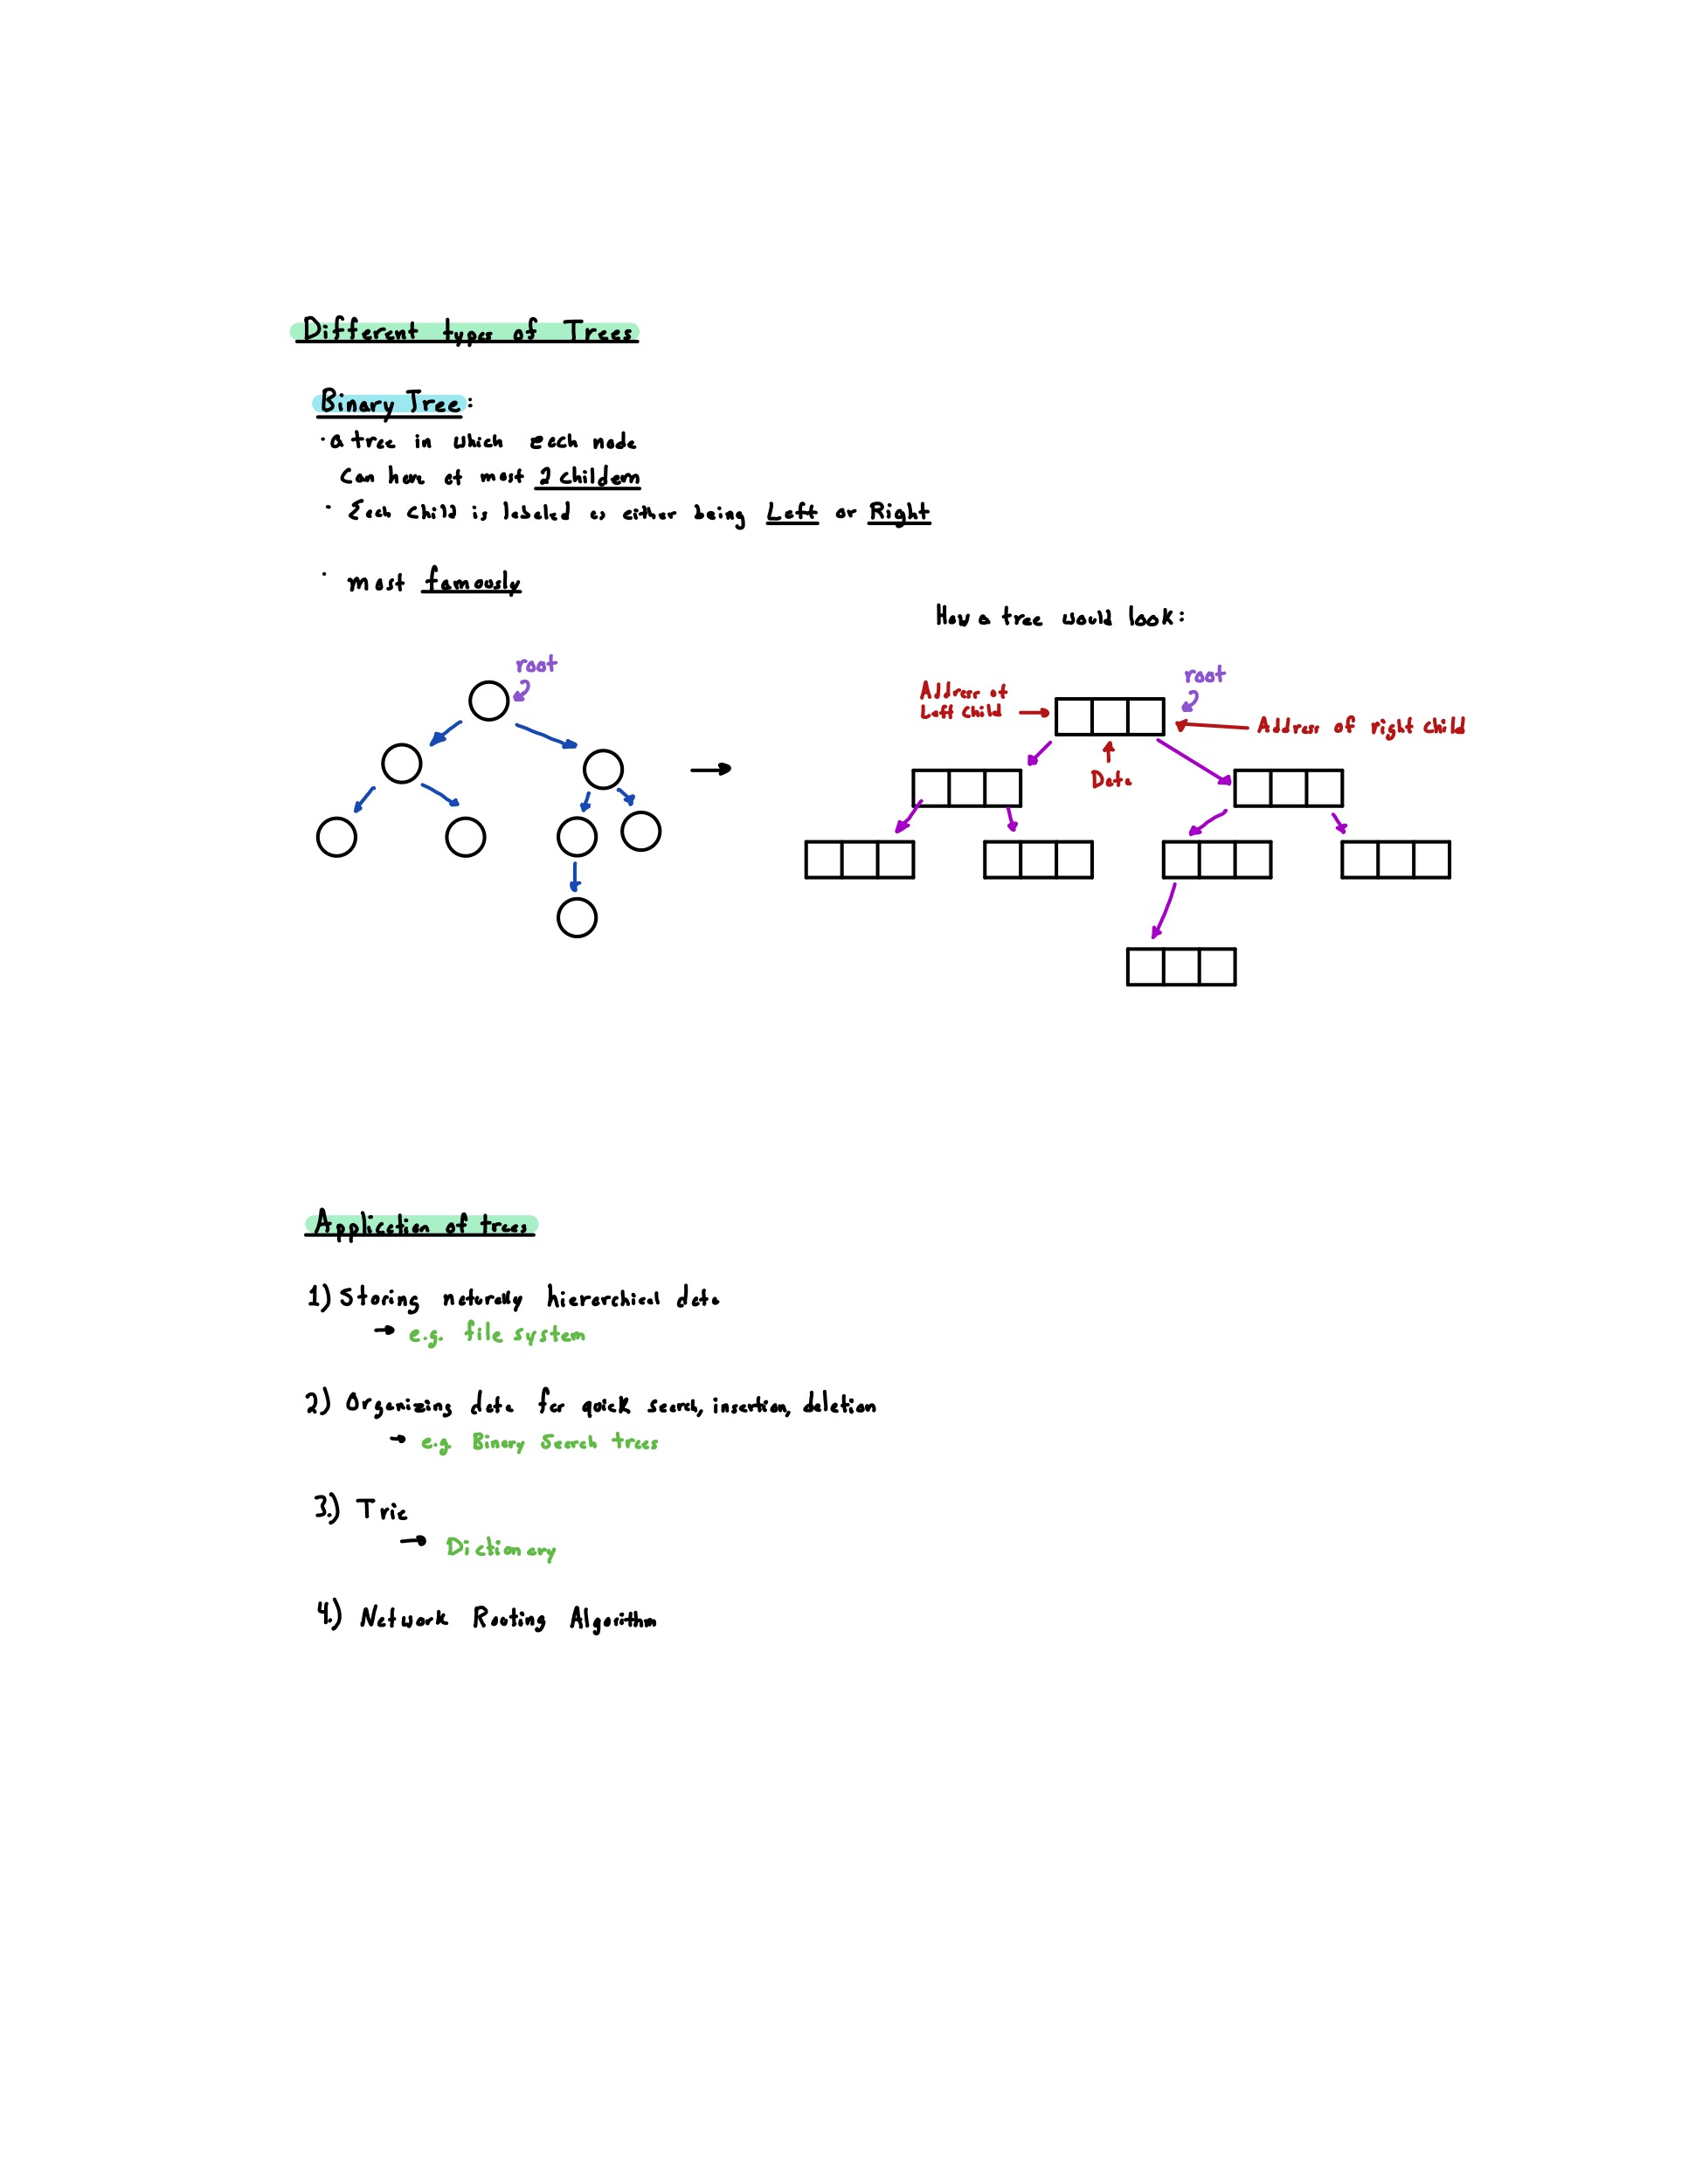 Different types of Trees
Binary Tree:
· a tree in which each node
can have at most 2 childern
· Each child is labeled as either being Left or Right
· most famously
How a tree would look:
root
root
Address of
Left Child
Address of right child
Data
Application of trees
1) Storing naturally hierarchical data
→ e.g. file system
2) Organizing data for quick search, insertion, deletion
→ e.g. Binary Search trees
3.) Trie
→ Dictionary
4.) Network Routing Algorithm